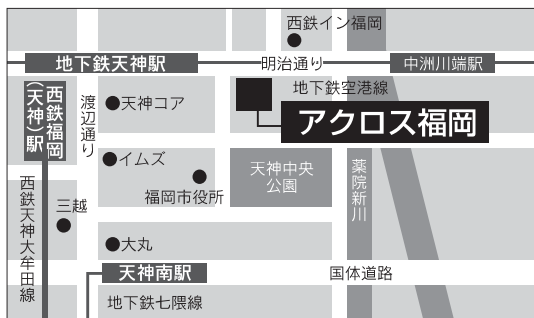 西鉄イン福岡
地下鉄天神駅
明治通り
中洲川端駅
地下鉄空港線
西鉄福岡
(天神)駅
渡辺通り
天神コア
アクロス福岡
イムズ
福岡市役所
天神中央
公園
薬院新川
西鉄天神大牟田線
三越
大丸
天神南駅
国体道路
地下鉄七隈線